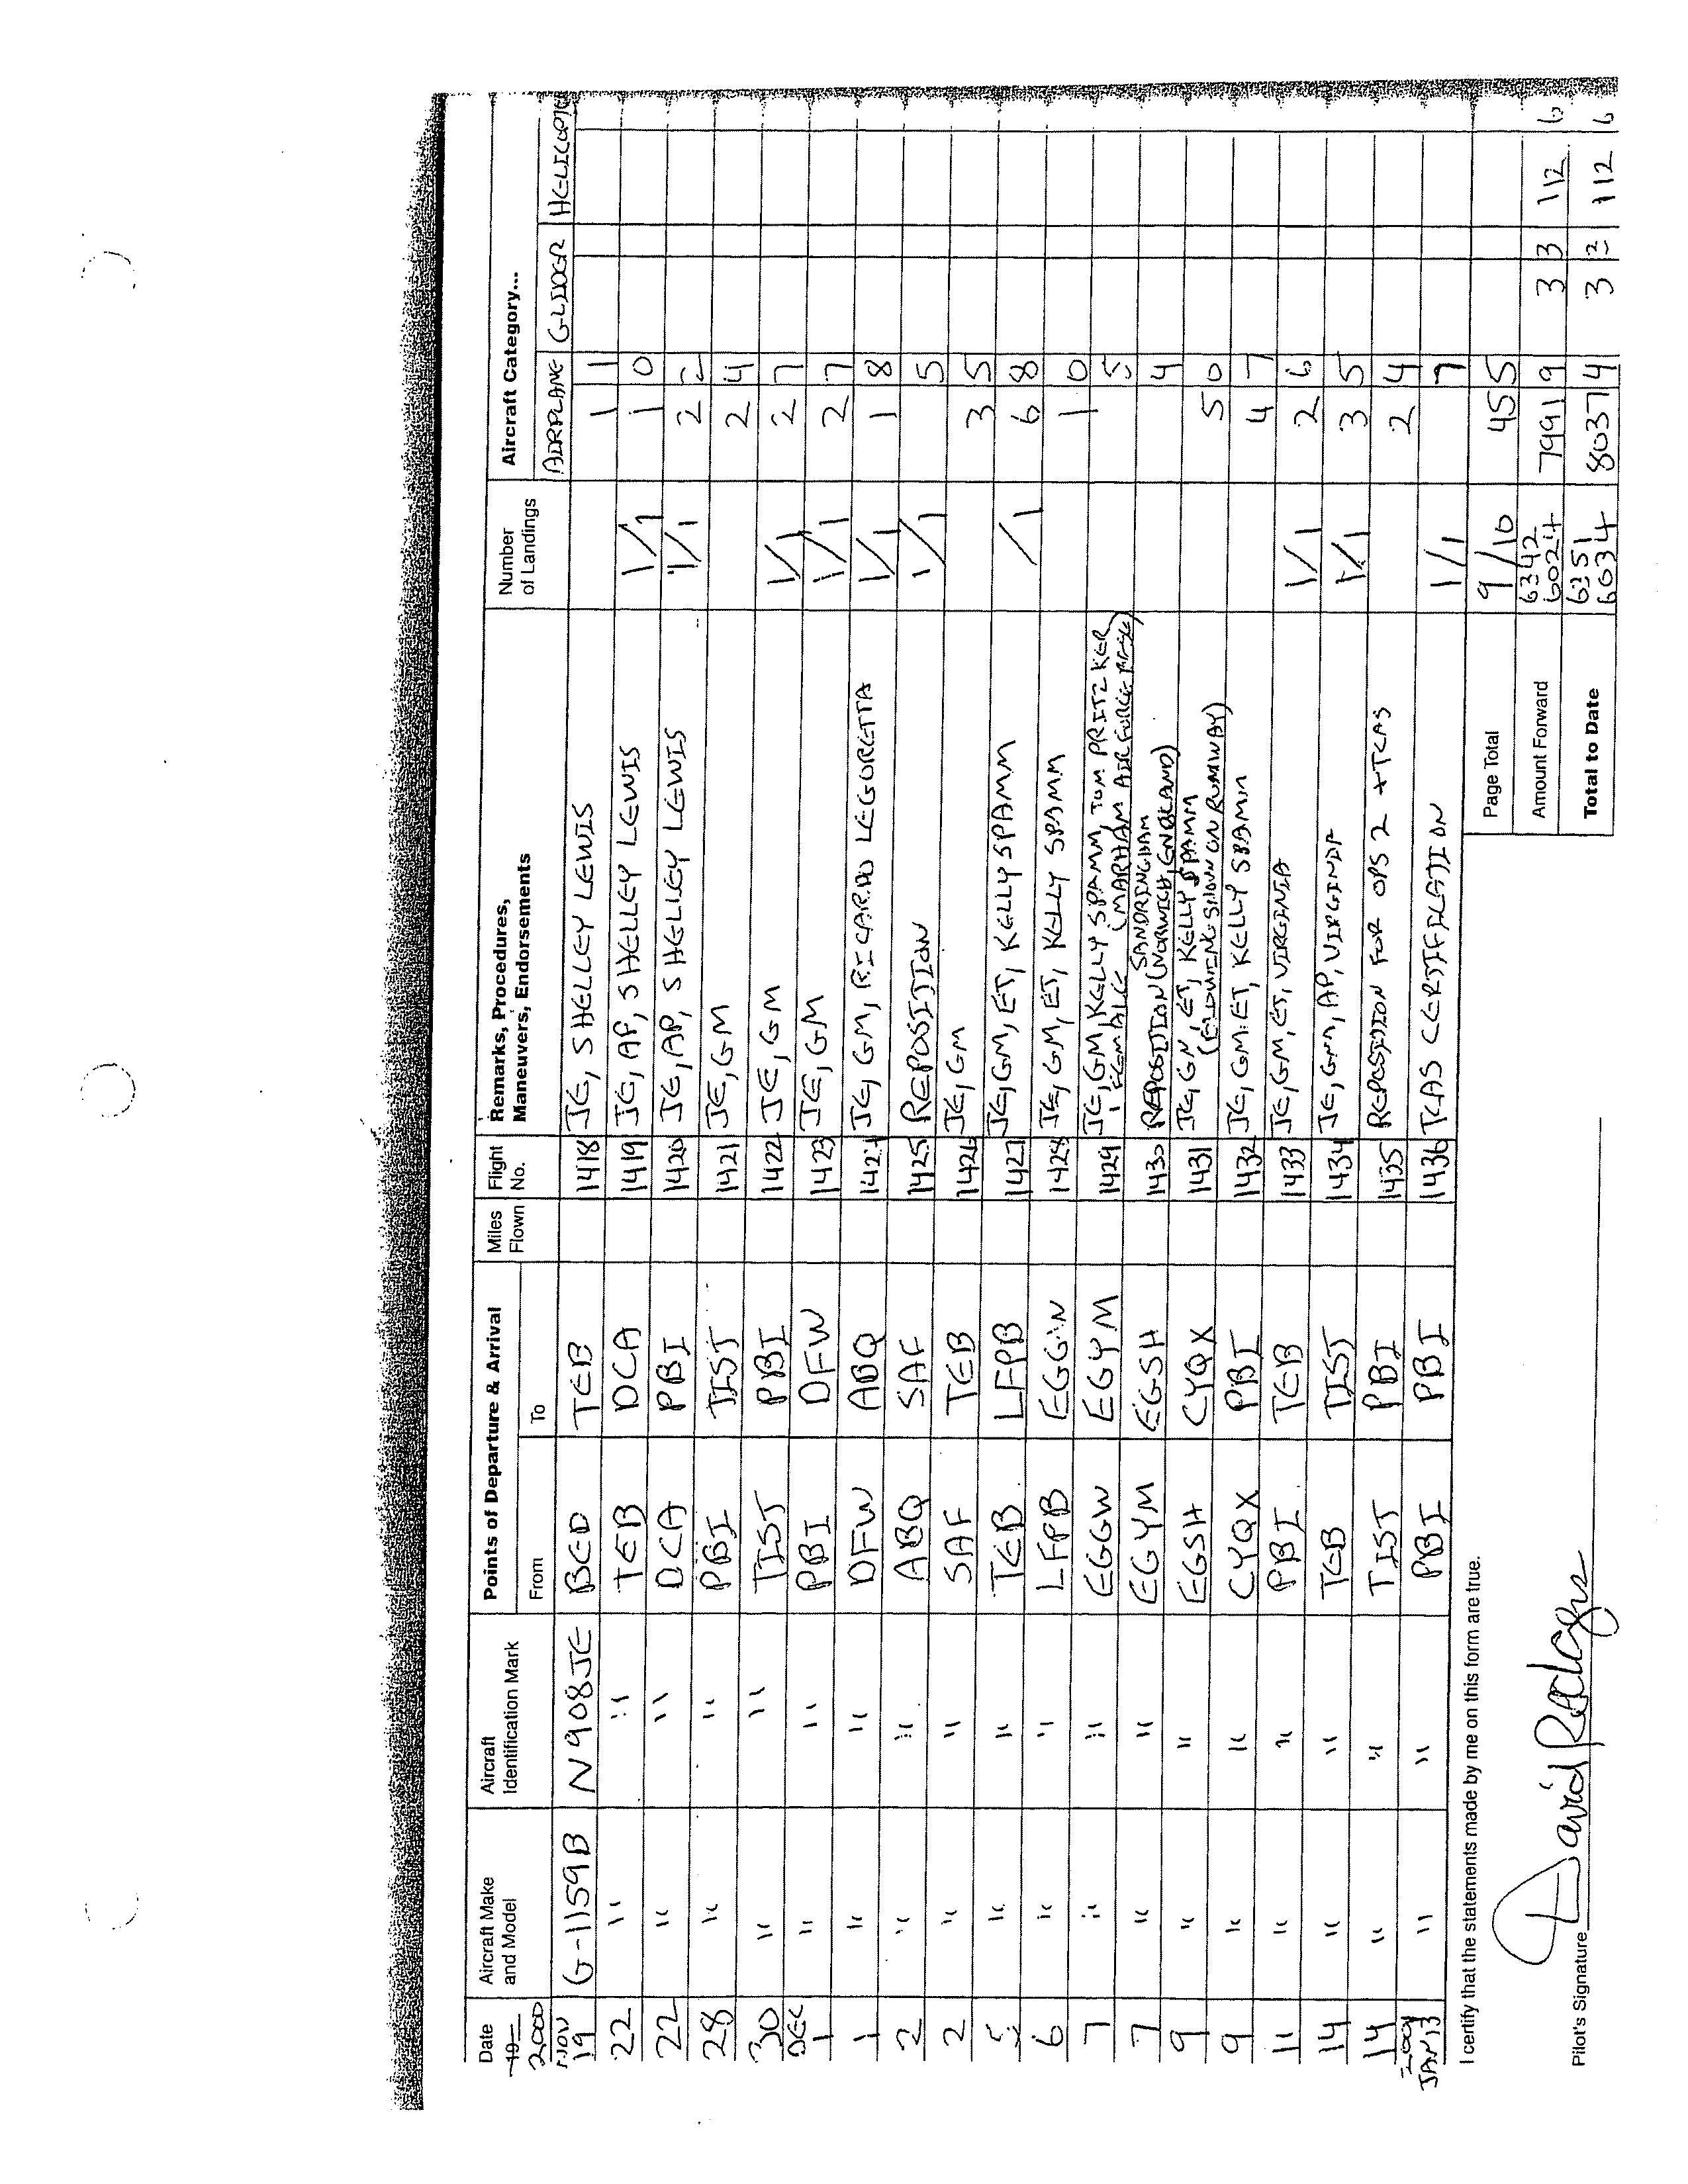 Date Aircraft Make and Model Aircraft Identification Mark Points of Departure & Arrival Miles Flown Flight No. Remarks, Procedures, Maneuvers, Endorsements Number of Landings Aircraft Category...
19 2000 From To AIRPLANE GLIDER
NOV 19 G-1159B N908JE BED TEB 1418 JE, SHELLEY LEWIS 1 1
22 " " TEB DCA 1419 JE, AP, SHELLEY LEWIS 1/1 1 0
22 " " DCA PBI 1420 JE, AP, SHELLEY LEWIS 1/1 2 2
28 " " PBI TIST 1421 JE, GM 2 4
30 " " TIST PBI 1422 JE, GM 1/1 2 7
DEC 1 " " PBI DFW 1423 JE, GM 1/1 2 7
1 " " DFW ABQ 1424 JE, GM, RICARDO LEGORETTA 1/1 1 8
2 " " ABQ SAF 1425 REPOSITION 1/1 5
2 " " SAF TEB 1426 JE, GM 3 5
5 " " TEB LFPB 1427 JE, GM, ET, KELLY SPAMM /1 6 8
6 " " LFPB EGGW 1428 JE, GM, ET, KELLY SPAMM 1 0
7 " " EGGW EGYM 1429 JE, GM, KELLY SPAMM, TOM PRITZKER 5
1 FEMALE (MARHAM AIR FORCE BASE)
7 " " EGYM EGSH 1430 REPOSITION (NORWICH, ENGLAND) 4
SANDRINGHAM
9 " " EGSH CYQX 1431 JE, GM, ET, KELLY SPAMM 5 0
(BLOWING SNOW ON RUNWAY)
9 " " CYQX PBI 1432 JE, GM, ET, KELLY SPAMM 4 7
11 " " PBI TEB 1433 JE, GM, ET, VIRGINIA 1/1 2 6
14 " " TEB TIST 1434 JE, GM, AP, VIRGINIA 1/1 3 5
14 " " TIST PBI 1435 REPOSITION FOR OPS 2 + TCAS 2 4
2001 JAN 13 " " PBI PBI 1436 TCAS CERTIFICATION 1/1 7
I certify that the statements made by me on this form are true.
Page Total 9/10 45 5
Amount Forward 6342 6024 7991 9 3 3 112 6
Total to Date 6351 6034 8037 4 3 3 112 6
Pilot's Signature David Rodgers